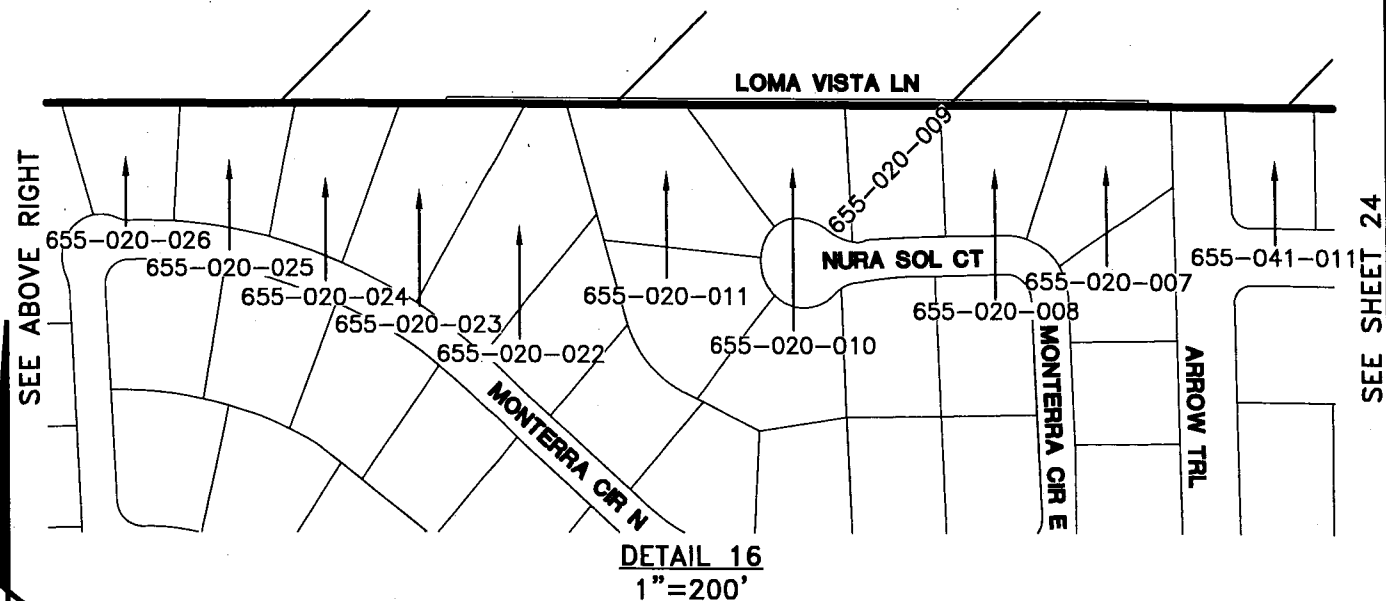 LOMA VISTA LN
SEE ABOVE RIGHT
SEE SHEET 24
655-020-009
655-020-026
655-020-025
655-020-024
655-020-023
655-020-022
655-020-011
655-020-010
NURA SOL CT
655-020-008
655-020-007
655-041-011
MONTERRA CIR N
MONTERRA CIR E
ARROW TRL
DETAIL 16
1"=200'